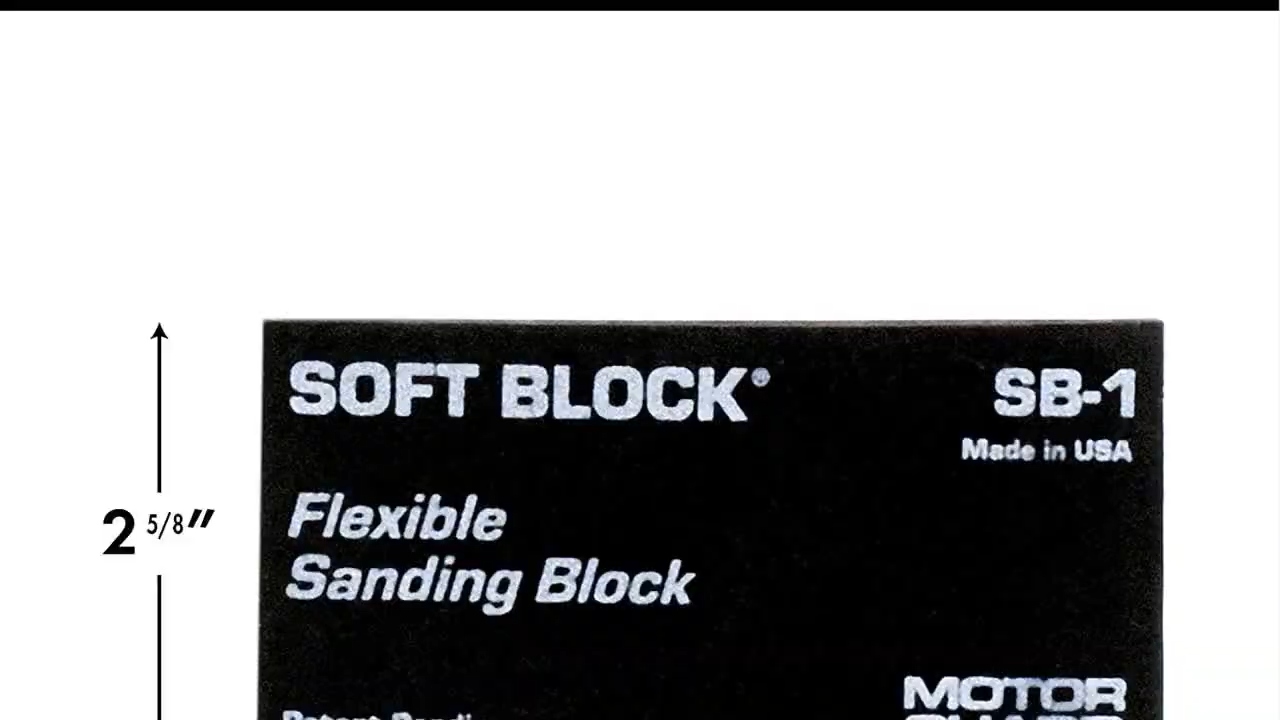 SOFT BLOCK®
SB-1
Made in USA
2 5/8"
Flexible
Sanding Block
MOTOR